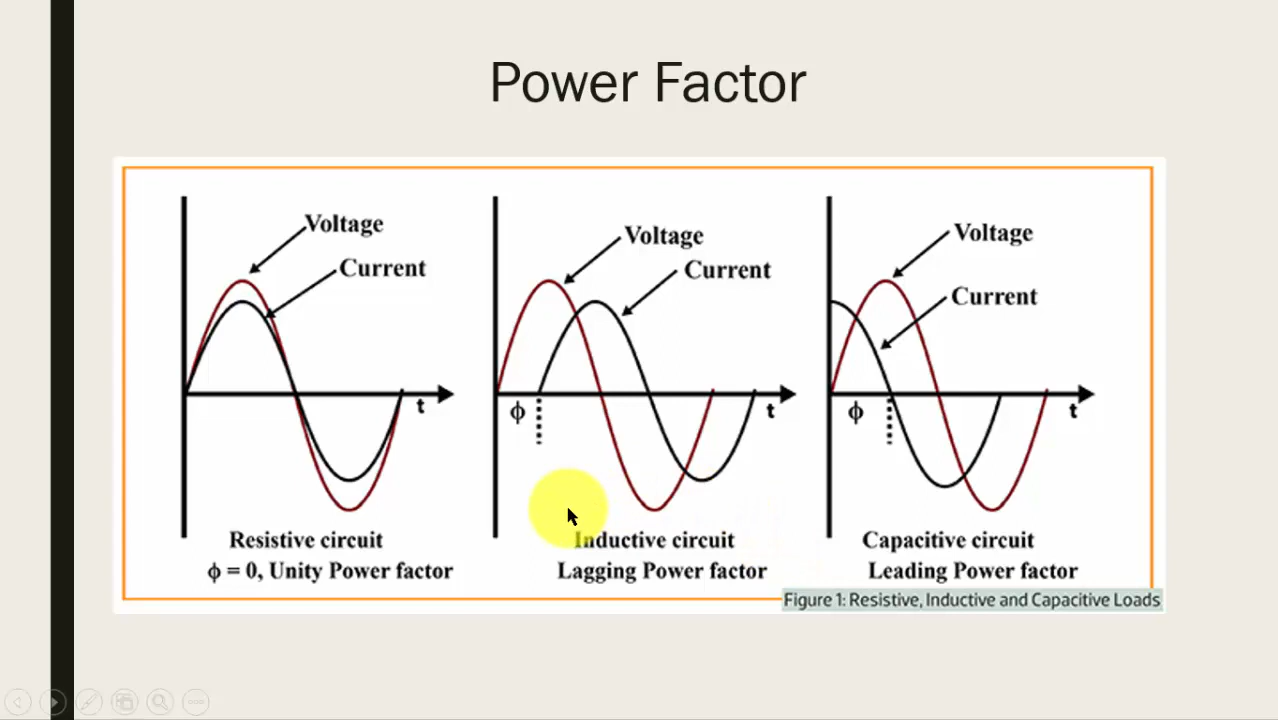 Power Factor
Voltage
Current
t
Resistive circuit
ϕ = 0, Unity Power factor
Voltage
Current
ϕ
t
Inductive circuit
Lagging Power factor
Voltage
Current
ϕ
t
Capacitive circuit
Leading Power factor
Figure 1: Resistive, Inductive and Capacitive Loads